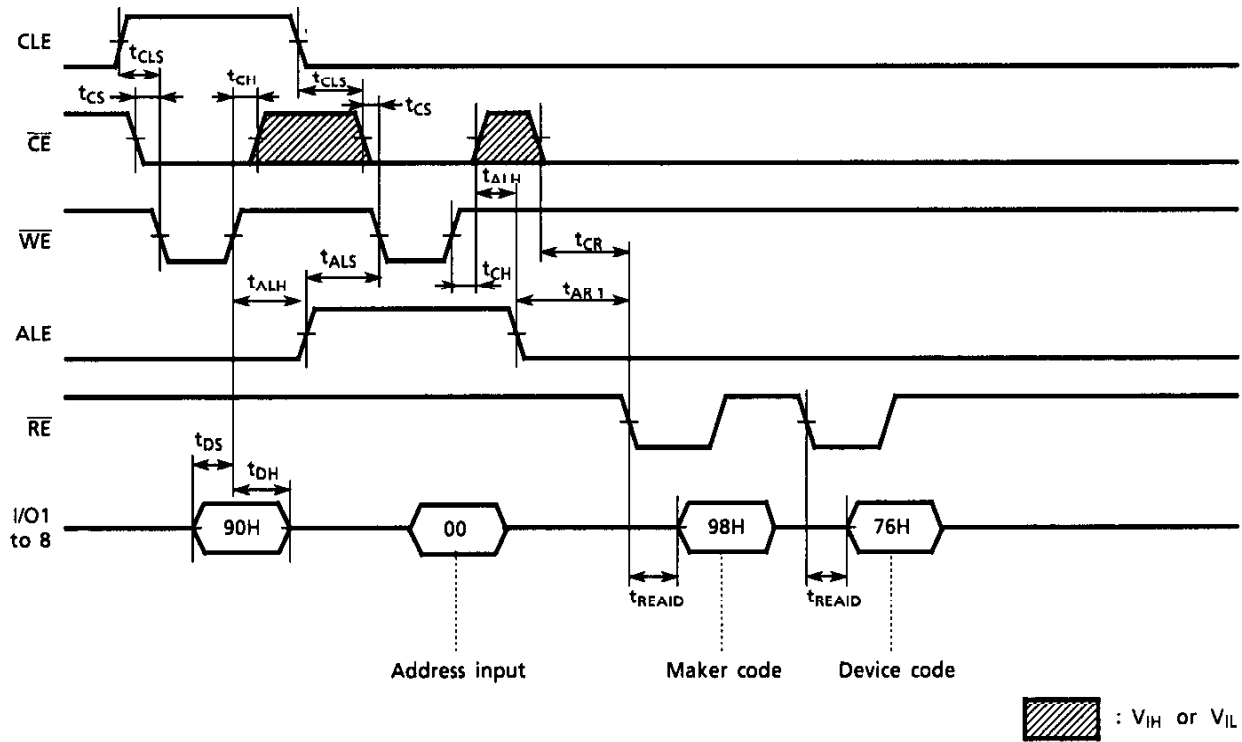 CLE
tCLS
tCH
tCLS
tCS
tCS
CE
tALH
WE
tCR
tALS
tCH
tALH
tAR1
ALE
RE
tDS
tDH
I/O1
to 8
90H
00
98H
76H
tREAID
tREAID
Address input
Maker code
Device code
: VIH or VIL